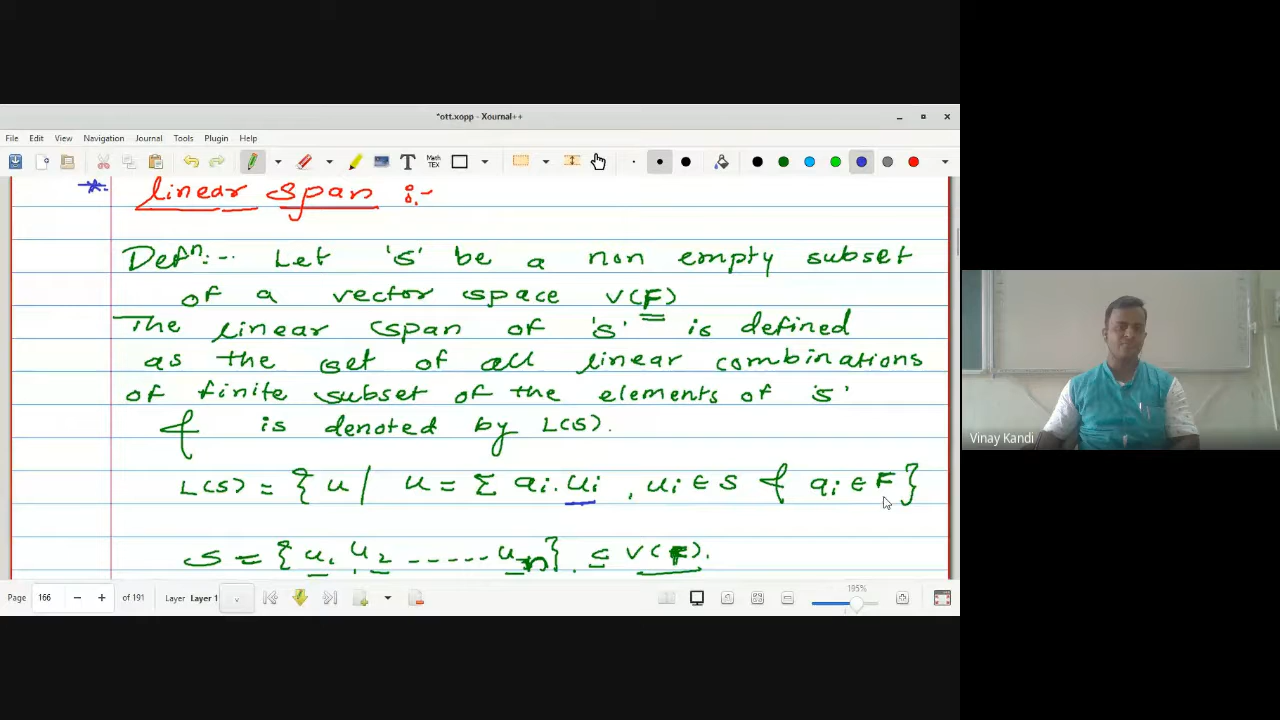 *ott.xopp - Xournal++
File Edit View Navigation Journal Tools Plugin Help
*. linear span :-
Defn:- Let 's' be a non empty subset
of a vector space V(F)
The linear span of 's' is defined
as the set of all linear combinations
of finite subset of the elements of 's'
& is denoted by L(S).
L(S) = { u / u = Σ ai. ui , ui ∈ S & ai ∈ F }
S = { u1, u2 ------ un } . ⊆ V(F).
Page 166 of 191 Layer Layer 1 195%
Vinay Kandi